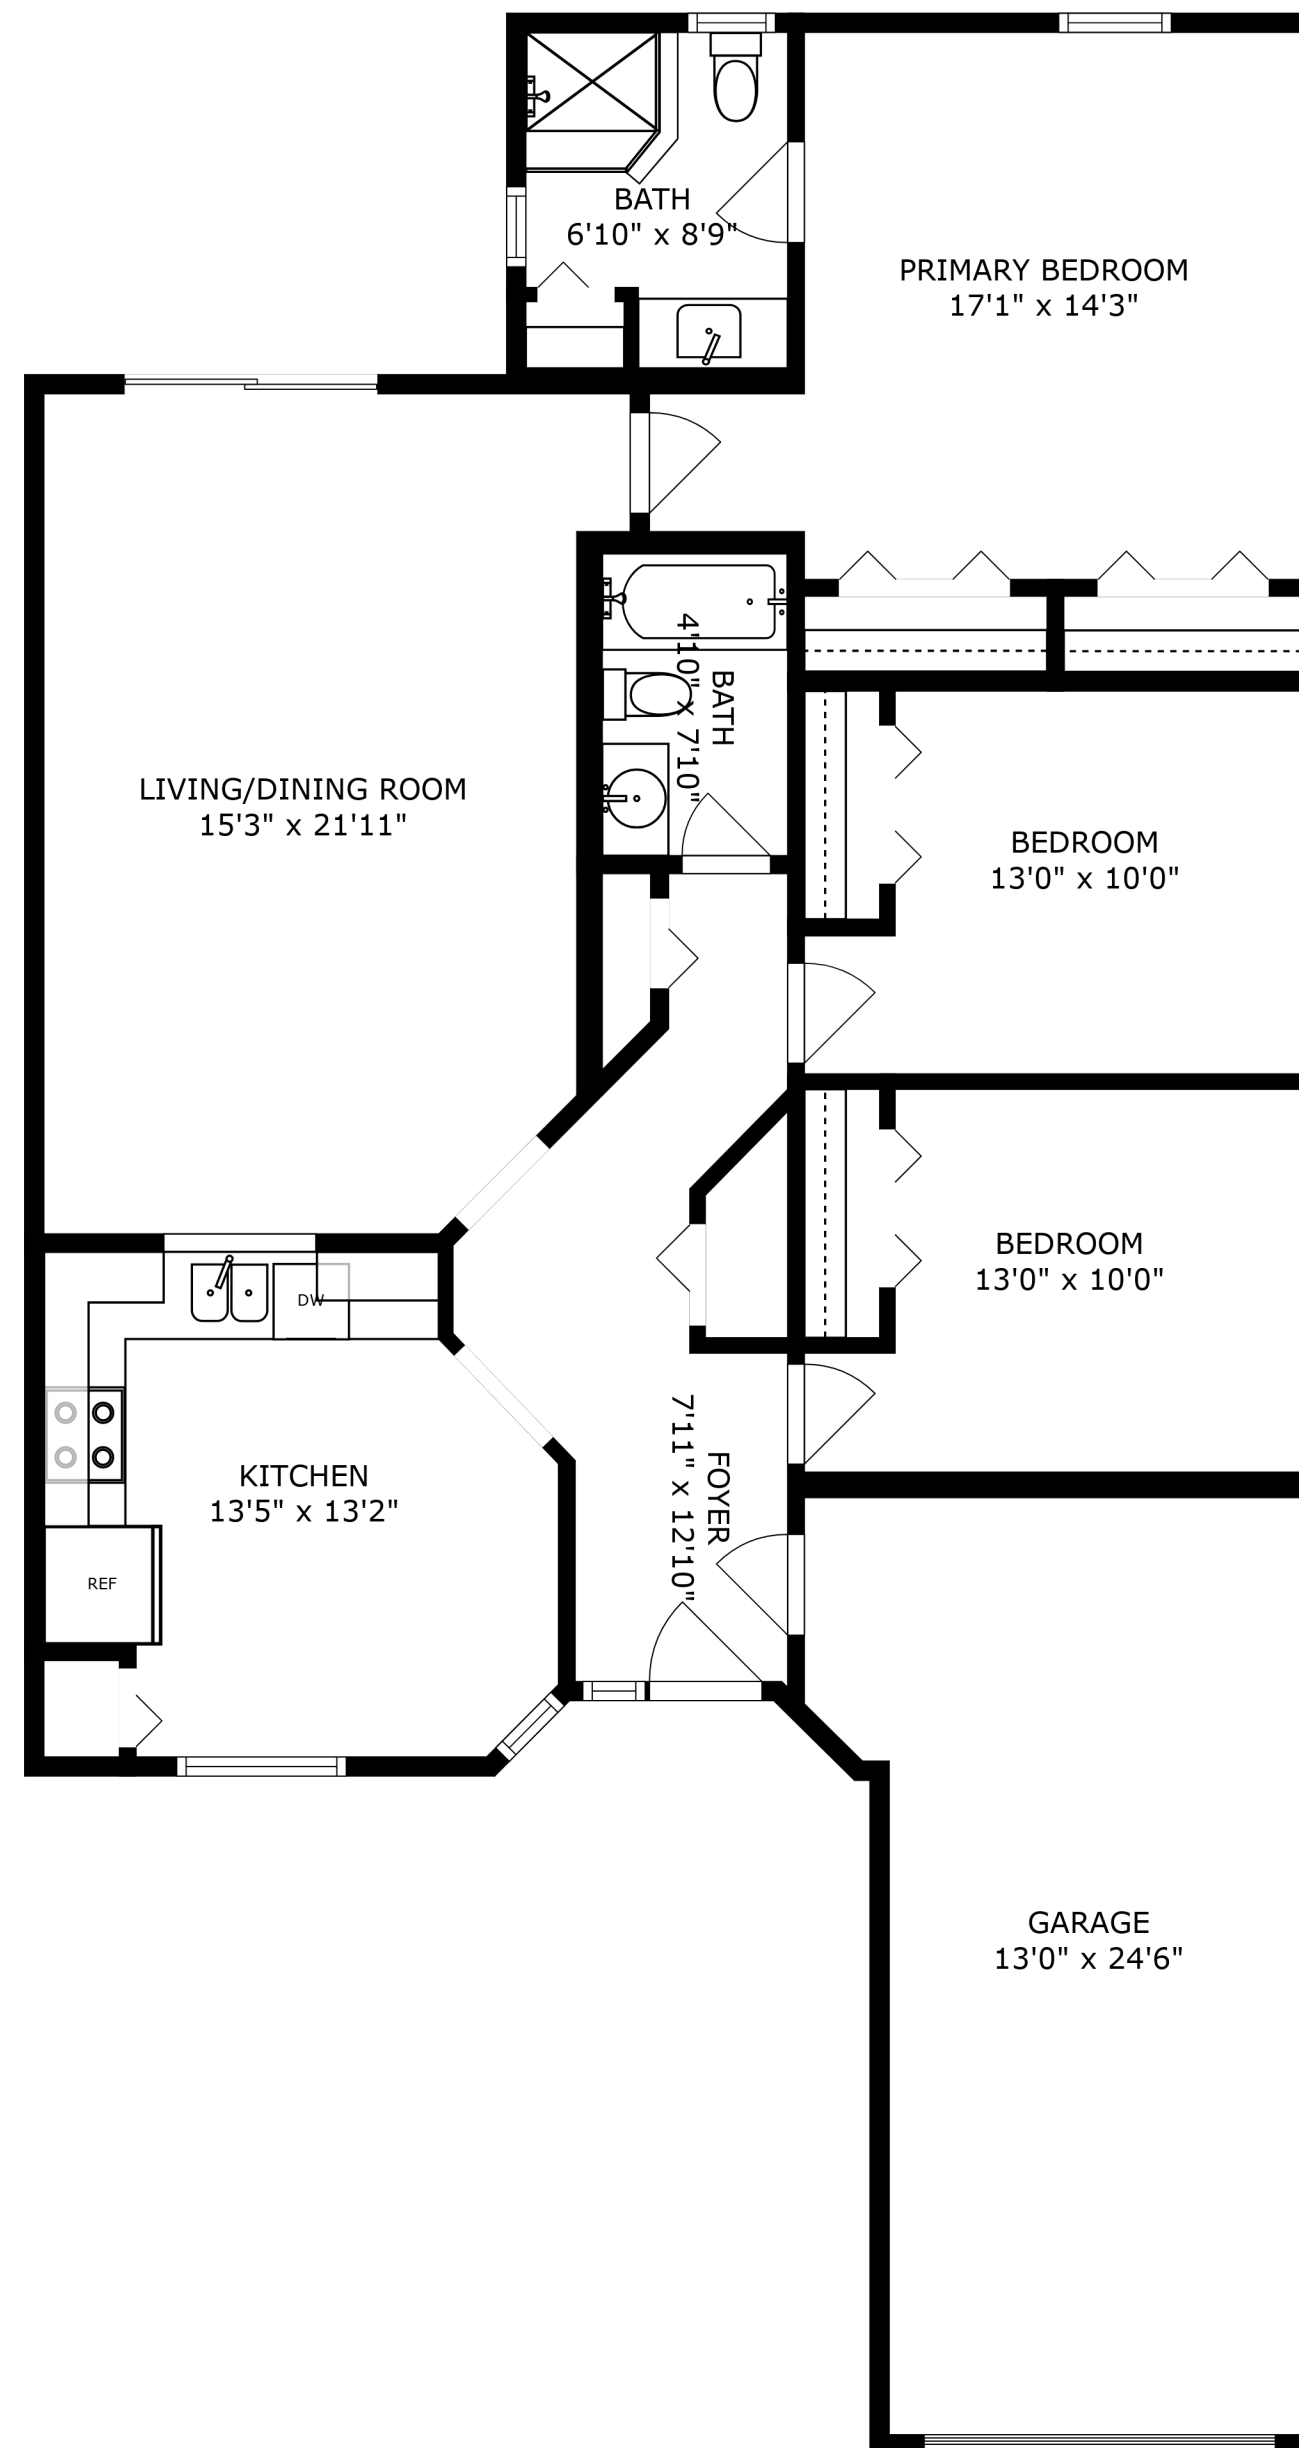 BATH
6'10" x 8'9"
PRIMARY BEDROOM
17'1" x 14'3"
BATH
4'10" x 7'10"
LIVING/DINING ROOM
15'3" x 21'11"
BEDROOM
13'0" x 10'0"
BEDROOM
13'0" x 10'0"
DW
KITCHEN
13'5" x 13'2"
FOYER
7'11" x 12'10"
REF
GARAGE
13'0" x 24'6"